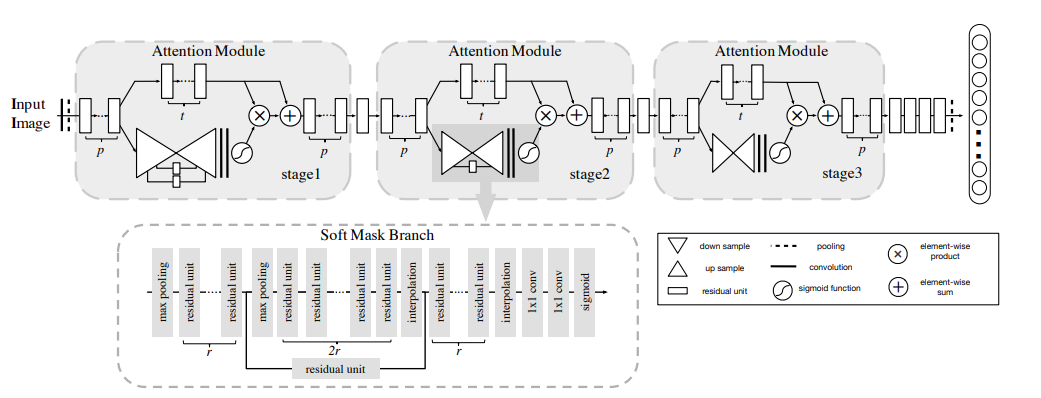 Attention Module
Attention Module
Attention Module
Input
Image
t
t
t
p
p
p
p
p
p
stage1
stage2
stage3
Soft Mask Branch
max pooling
residual unit
residual unit
max pooling
residual unit
residual unit
residual unit
residual unit
interpolation
residual unit
residual unit
interpolation
1x1 conv
1x1 conv
sigmoid
r
2r
r
residual unit
down sample
pooling
element-wise
product
up sample
convolution
residual unit
sigmoid function
element-wise
sum